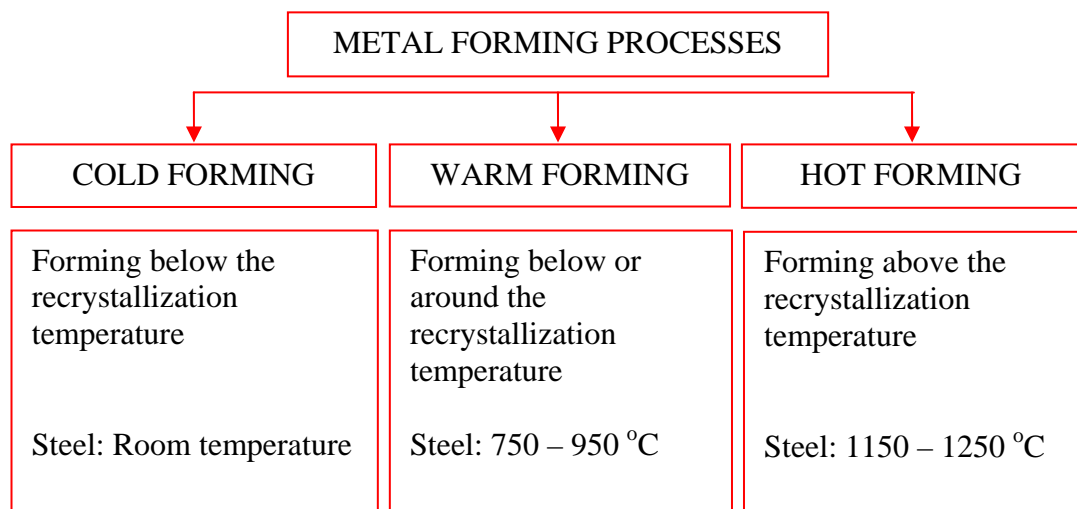 METAL FORMING PROCESSES
COLD FORMING
WARM FORMING
HOT FORMING
Forming below the
recrystallization
temperature
Steel: Room temperature
Forming below or
around the
recrystallization
temperature
Steel: 750 – 950 °C
Forming above the
recrystallization
temperature
Steel: 1150 – 1250 °C